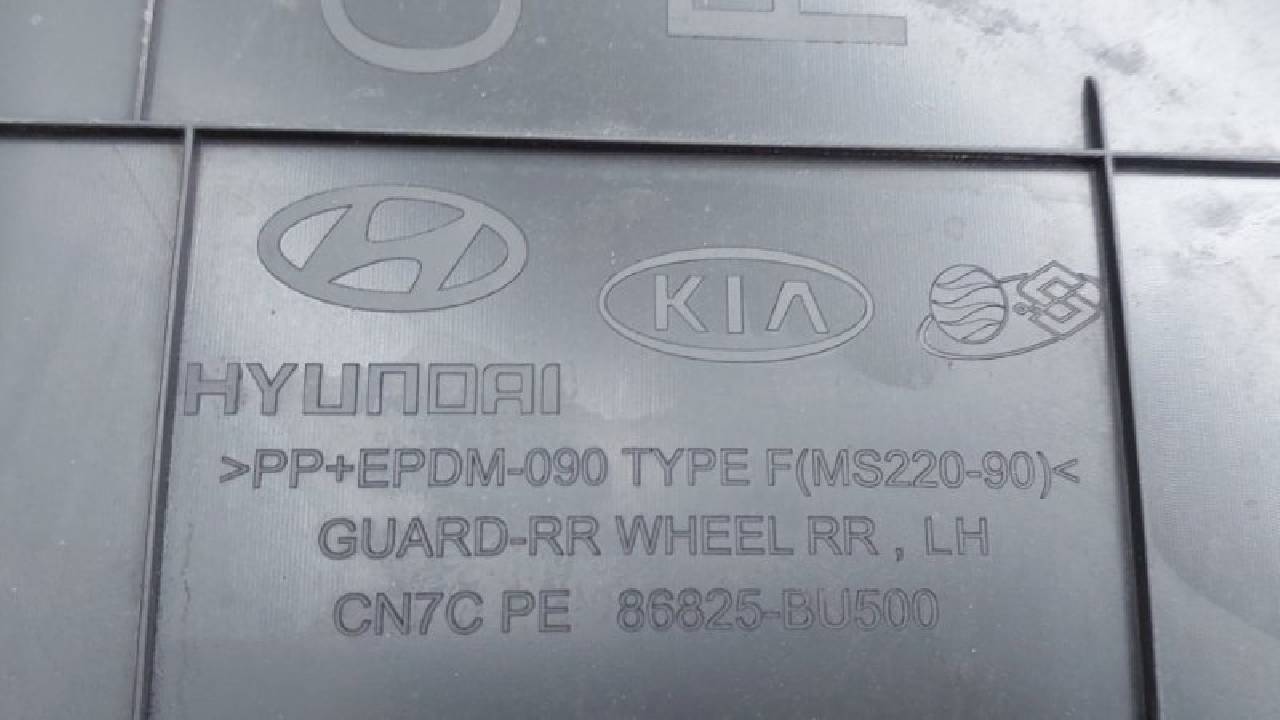 KIA
HYUNDAI
>PP+EPDM-090 TYPE F(MS220-90)<
GUARD-RR WHEEL RR , LH
CN7C PE 86825-BU500